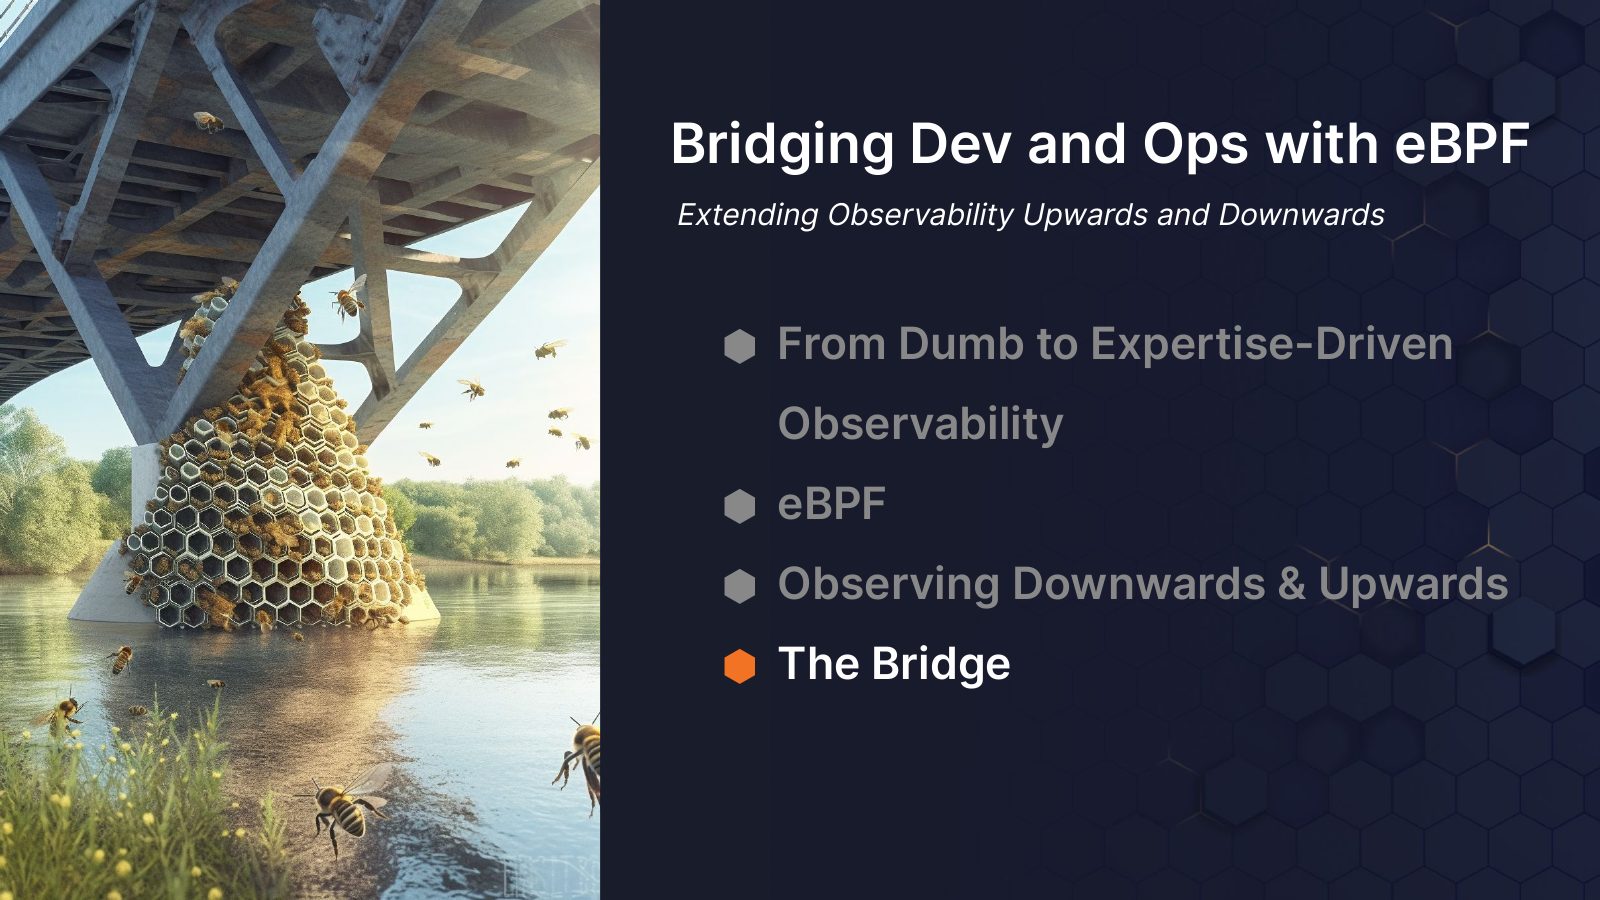 Bridging Dev and Ops with eBPF
Extending Observability Upwards and Downwards
From Dumb to Expertise-Driven
Observability
eBPF
Observing Downwards & Upwards
The Bridge